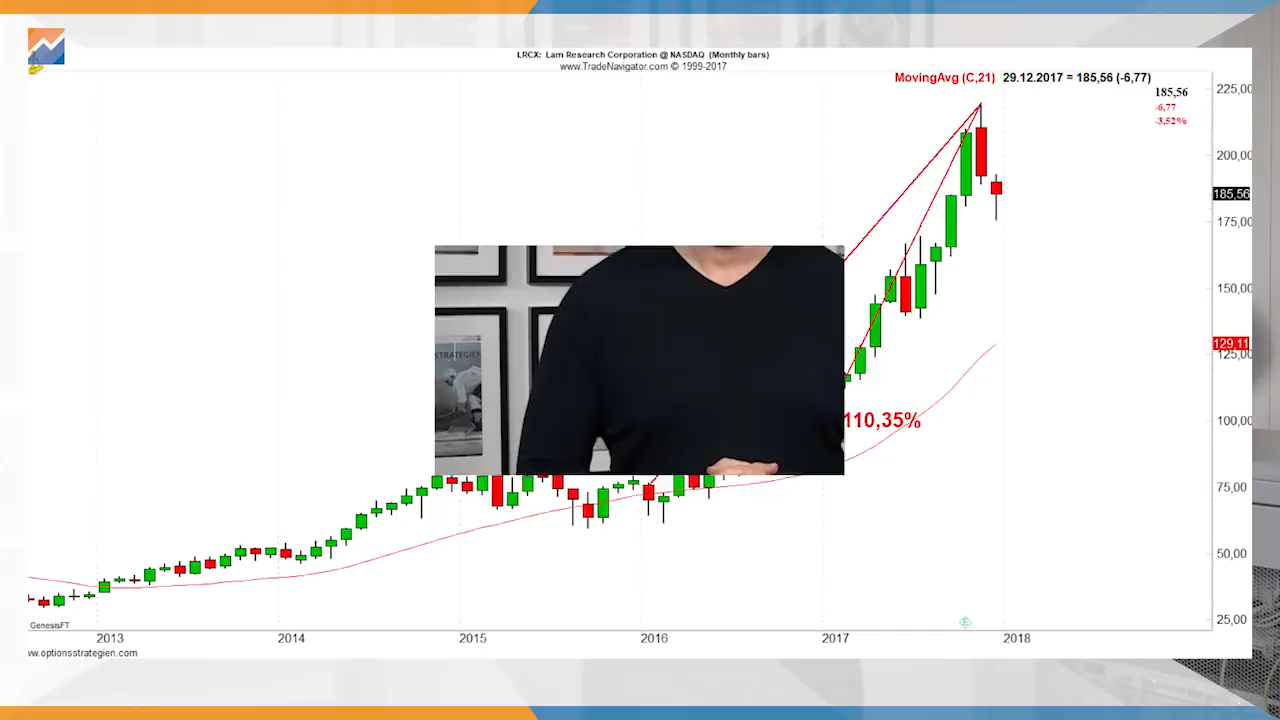 LRCX: Lam Research Corporation @ NASDAQ (Monthly bars)
www.TradeNavigator.com © 1999-2017
MovingAvg (C,21) 29.12.2017 = 185,56 (-6,77)
185,56
-6,77
-3,52%
225,00
200,00
185,56
175,00
150,00
129,11
125,00
110,35%
100,00
75,00
50,00
25,00
STRATEGIEN
GenesisFT
2013 2014 2015 2016 2017 2018
ww.optionsstrategien.com